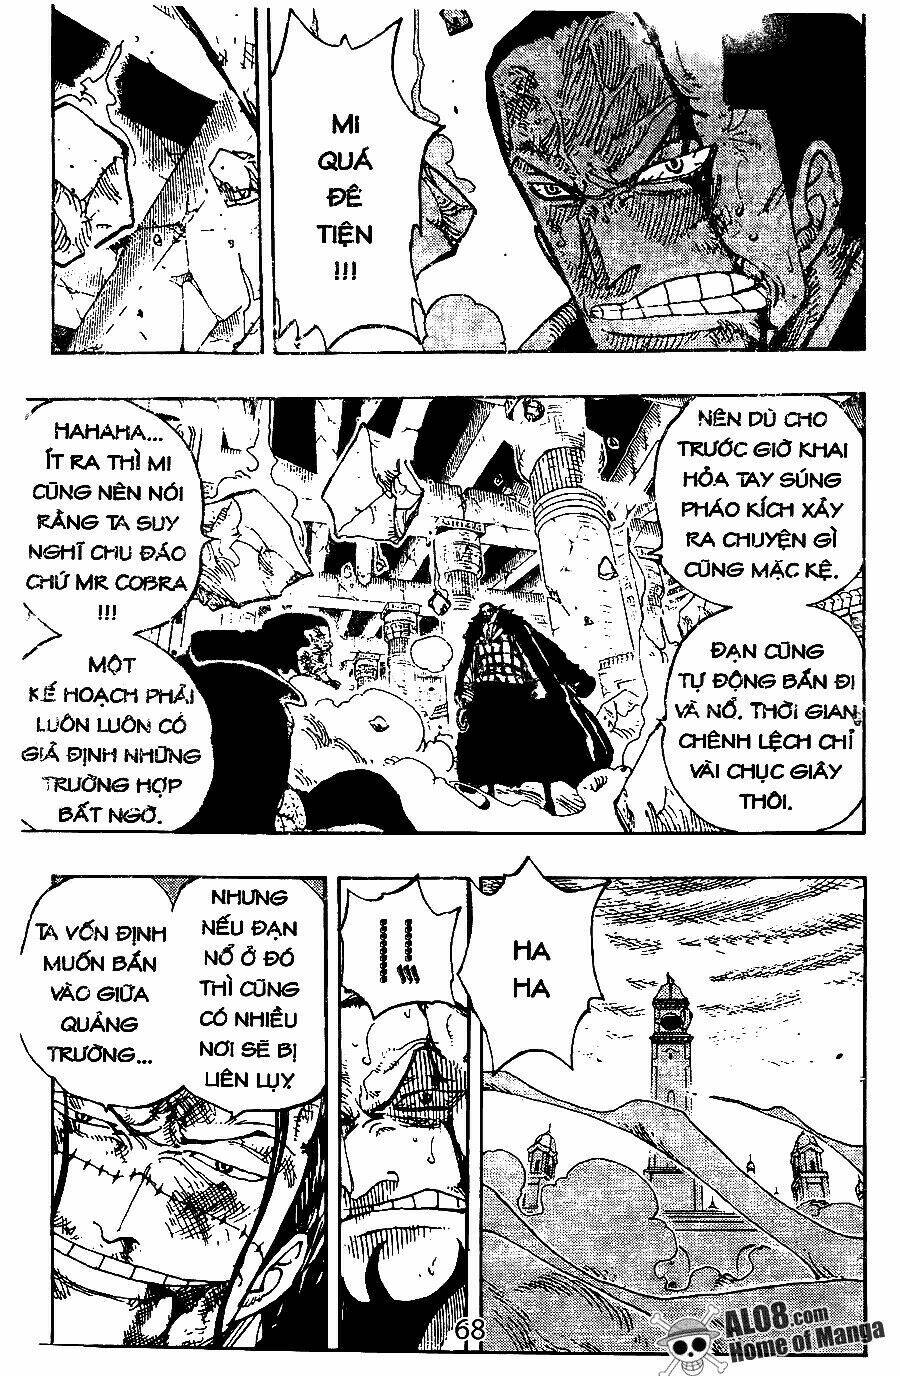 MI
QUÁ
ĐÊ
TIỆN
!!!
NÊN DÙ CHO
TRƯỚC GIỜ KHAI
HỎA TAY SÚNG
PHÁO KÍCH XẢY
RA CHUYỆN GÌ
CŨNG MẶC KỆ.
ĐẠN CŨNG
TỰ ĐỘNG BẮN ĐI
VÀ NỔ. THỜI GIAN
CHÊNH LỆCH CHỈ
VÀI CHỤC GIÂY
THÔI.
HAHAHA...
ÍT RA THÌ MI
CŨNG NÊN NÓI
RẰNG TA SUY
NGHĨ CHU ĐÁO
CHỨ MR COBRA
!!!
MỘT
KẾ HOẠCH PHẢI
LUÔN LUÔN CÓ
GIẢ ĐỊNH NHỮNG
TRƯỜNG HỢP
BẤT NGỜ.
HA
HA
!!!
NHƯNG
NẾU ĐẠN
NỔ Ở ĐÓ
THÌ CŨNG
CÓ NHIỀU
NƠI SẼ BỊ
LIÊN LỤY
TA VỐN ĐỊNH
MUỐN BẮN
VÀO GIỮA
QUẢNG
TRƯỜNG...
68
ALO8.com
Home of Manga